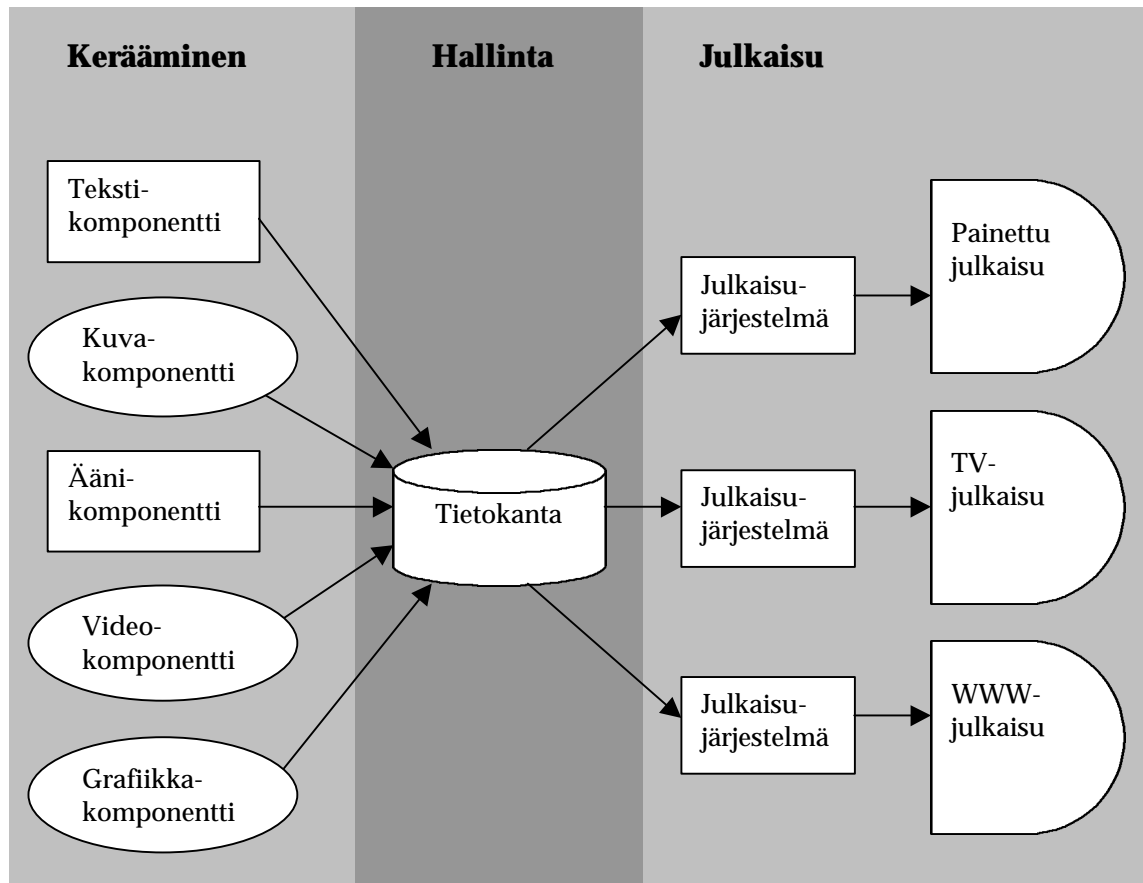 Kerääminen
Hallinta
Julkaisu
Teksti-
komponentti
Kuva-
komponentti
Ääni-
komponentti
Video-
komponentti
Grafiikka-
komponentti
Tietokanta
Julkaisu-
järjestelmä
Julkaisu-
järjestelmä
Julkaisu-
järjestelmä
Painettu
julkaisu
TV-
julkaisu
WWW-
julkaisu